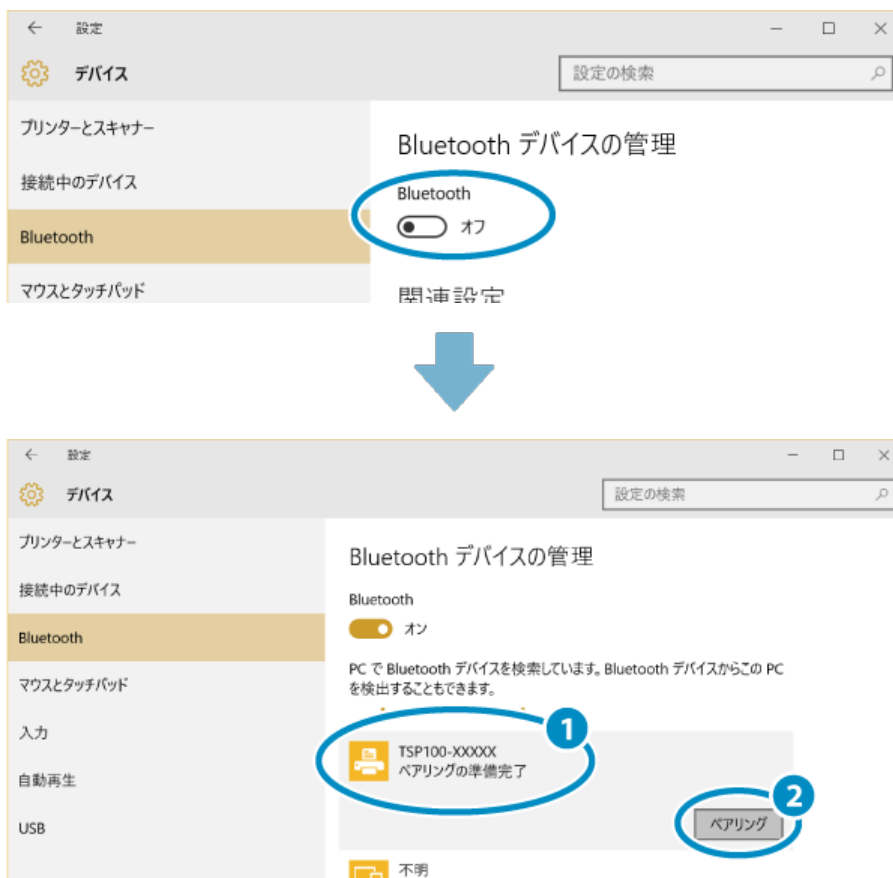 設定
デバイス
設定の検索
プリンターとスキャナー
接続中のデバイス
Bluetooth
マウスとタッチパッド
Bluetooth デバイスの管理
Bluetooth
オフ
関連設定
設定
デバイス
設定の検索
プリンターとスキャナー
接続中のデバイス
Bluetooth
マウスとタッチパッド
入力
自動再生
USB
Bluetooth デバイスの管理
Bluetooth
オン
PC で Bluetooth デバイスを検索しています。Bluetooth デバイスからこの PC
を検出することもできます。
1
TSP100-XXXXX
ペアリングの準備完了
2
ペアリング
不明